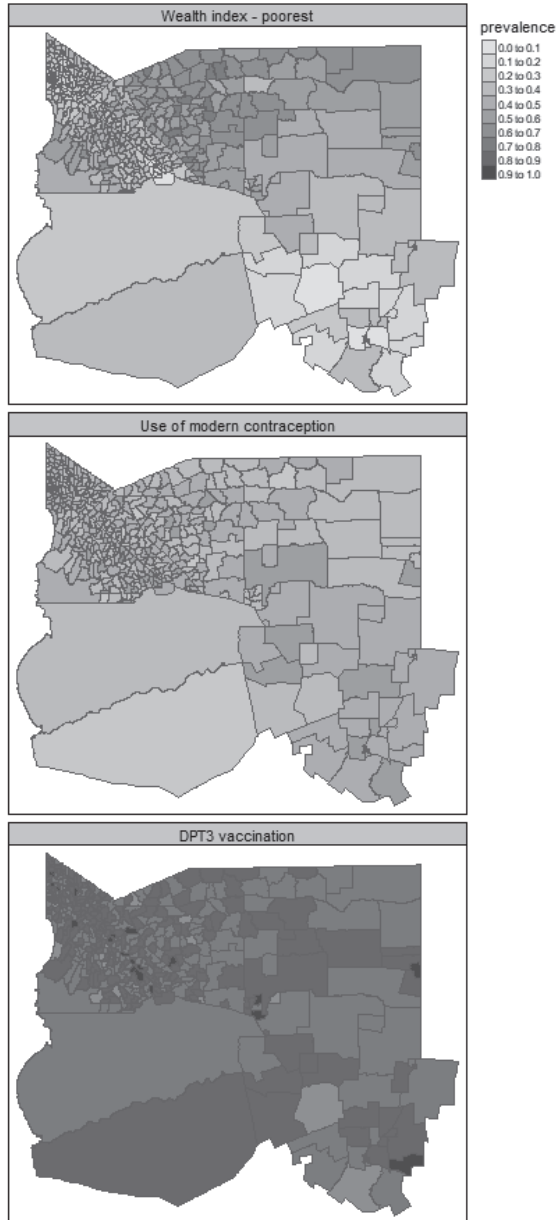 Wealth index - poorest
prevalence
0.0 to 0.1
0.1 to 0.2
0.2 to 0.3
0.3 to 0.4
0.4 to 0.5
0.5 to 0.6
0.6 to 0.7
0.7 to 0.8
0.8 to 0.9
0.9 to 1.0
Use of modern contraception
DPT3 vaccination